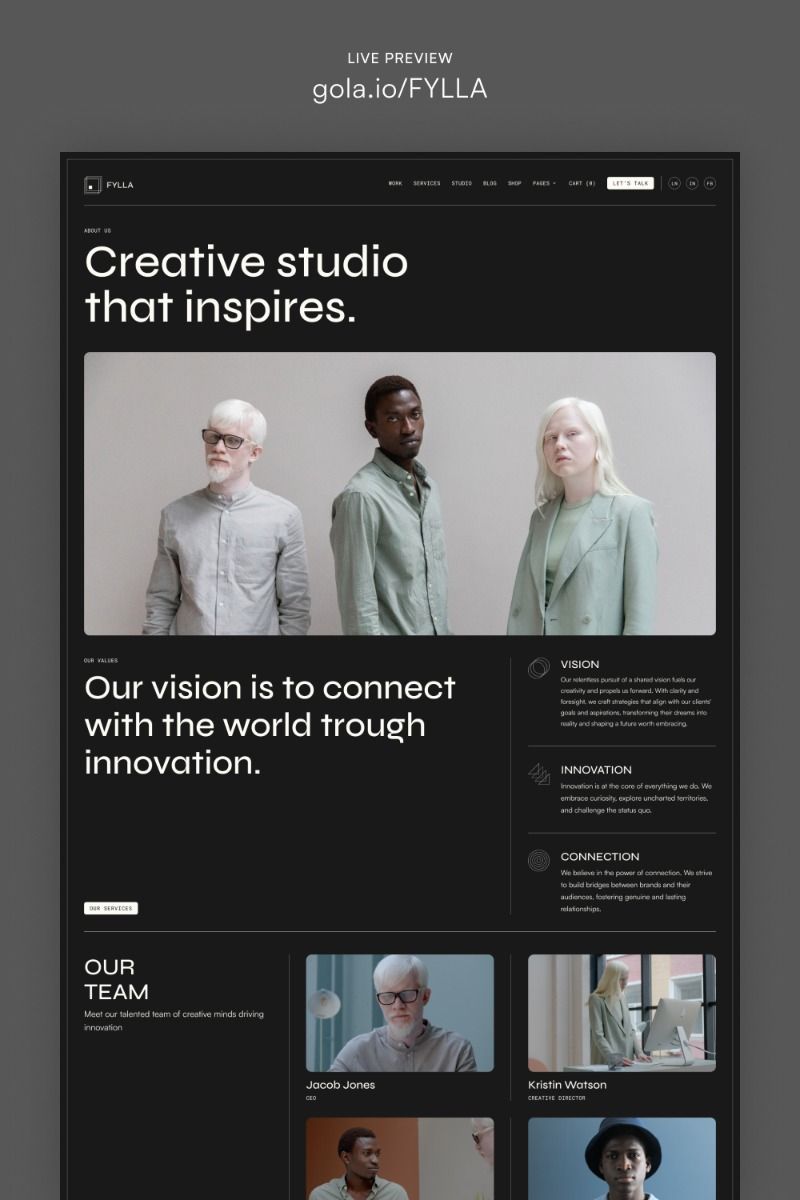 LIVE PREVIEW
gola.io/FYLLA
FYLLA
WORK SERVICES STUDIO BLOG SHOP PAGES CART (0) LET'S TALK LN IN FB
ABOUT US
Creative studio
that inspires.
OUR VALUES
Our vision is to connect
with the world trough
innovation.
OUR SERVICES
VISION
Our relentless pursuit of a shared vision fuels our
creativity and propels us forward. With clarity and
foresight, we craft strategies that align with our clients'
goals and aspirations, transforming their dreams into
reality and shaping a future worth embracing.
INNOVATION
Innovation is at the core of everything we do. We
embrace curiosity, explore uncharted territories,
and challenge the status quo.
CONNECTION
We believe in the power of connection. We strive
to build bridges between brands and their
audiences, fostering genuine and lasting
relationships.
OUR
TEAM
Meet our talented team of creative minds driving
innovation
Jacob Jones
CEO
Kristin Watson
CREATIVE DIRECTOR